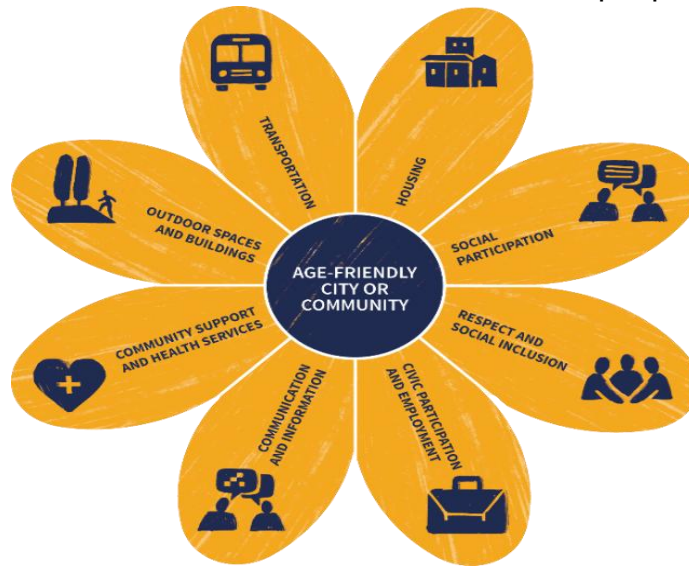 AGE-FRIENDLY
CITY OR
COMMUNITY
TRANSPORTATION
HOUSING
SOCIAL
PARTICIPATION
RESPECT AND
SOCIAL INCLUSION
CIVIC PARTICIPATION
AND EMPLOYMENT
COMMUNICATION
AND INFORMATION
COMMUNITY SUPPORT
AND HEALTH SERVICES
OUTDOOR SPACES
AND BUILDINGS